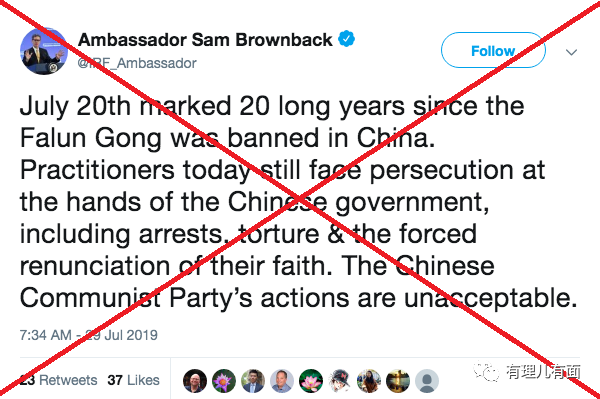 Ambassador Sam Brownback
@IRF_Ambassador
Follow
July 20th marked 20 long years since the
Falun Gong was banned in China.
Practitioners today still face persecution at
the hands of the Chinese government,
including arrests, torture & the forced
renunciation of their faith. The Chinese
Communist Party's actions are unacceptable.
7:34 AM - 29 Jul 2019
23 Retweets 37 Likes
有理儿有面